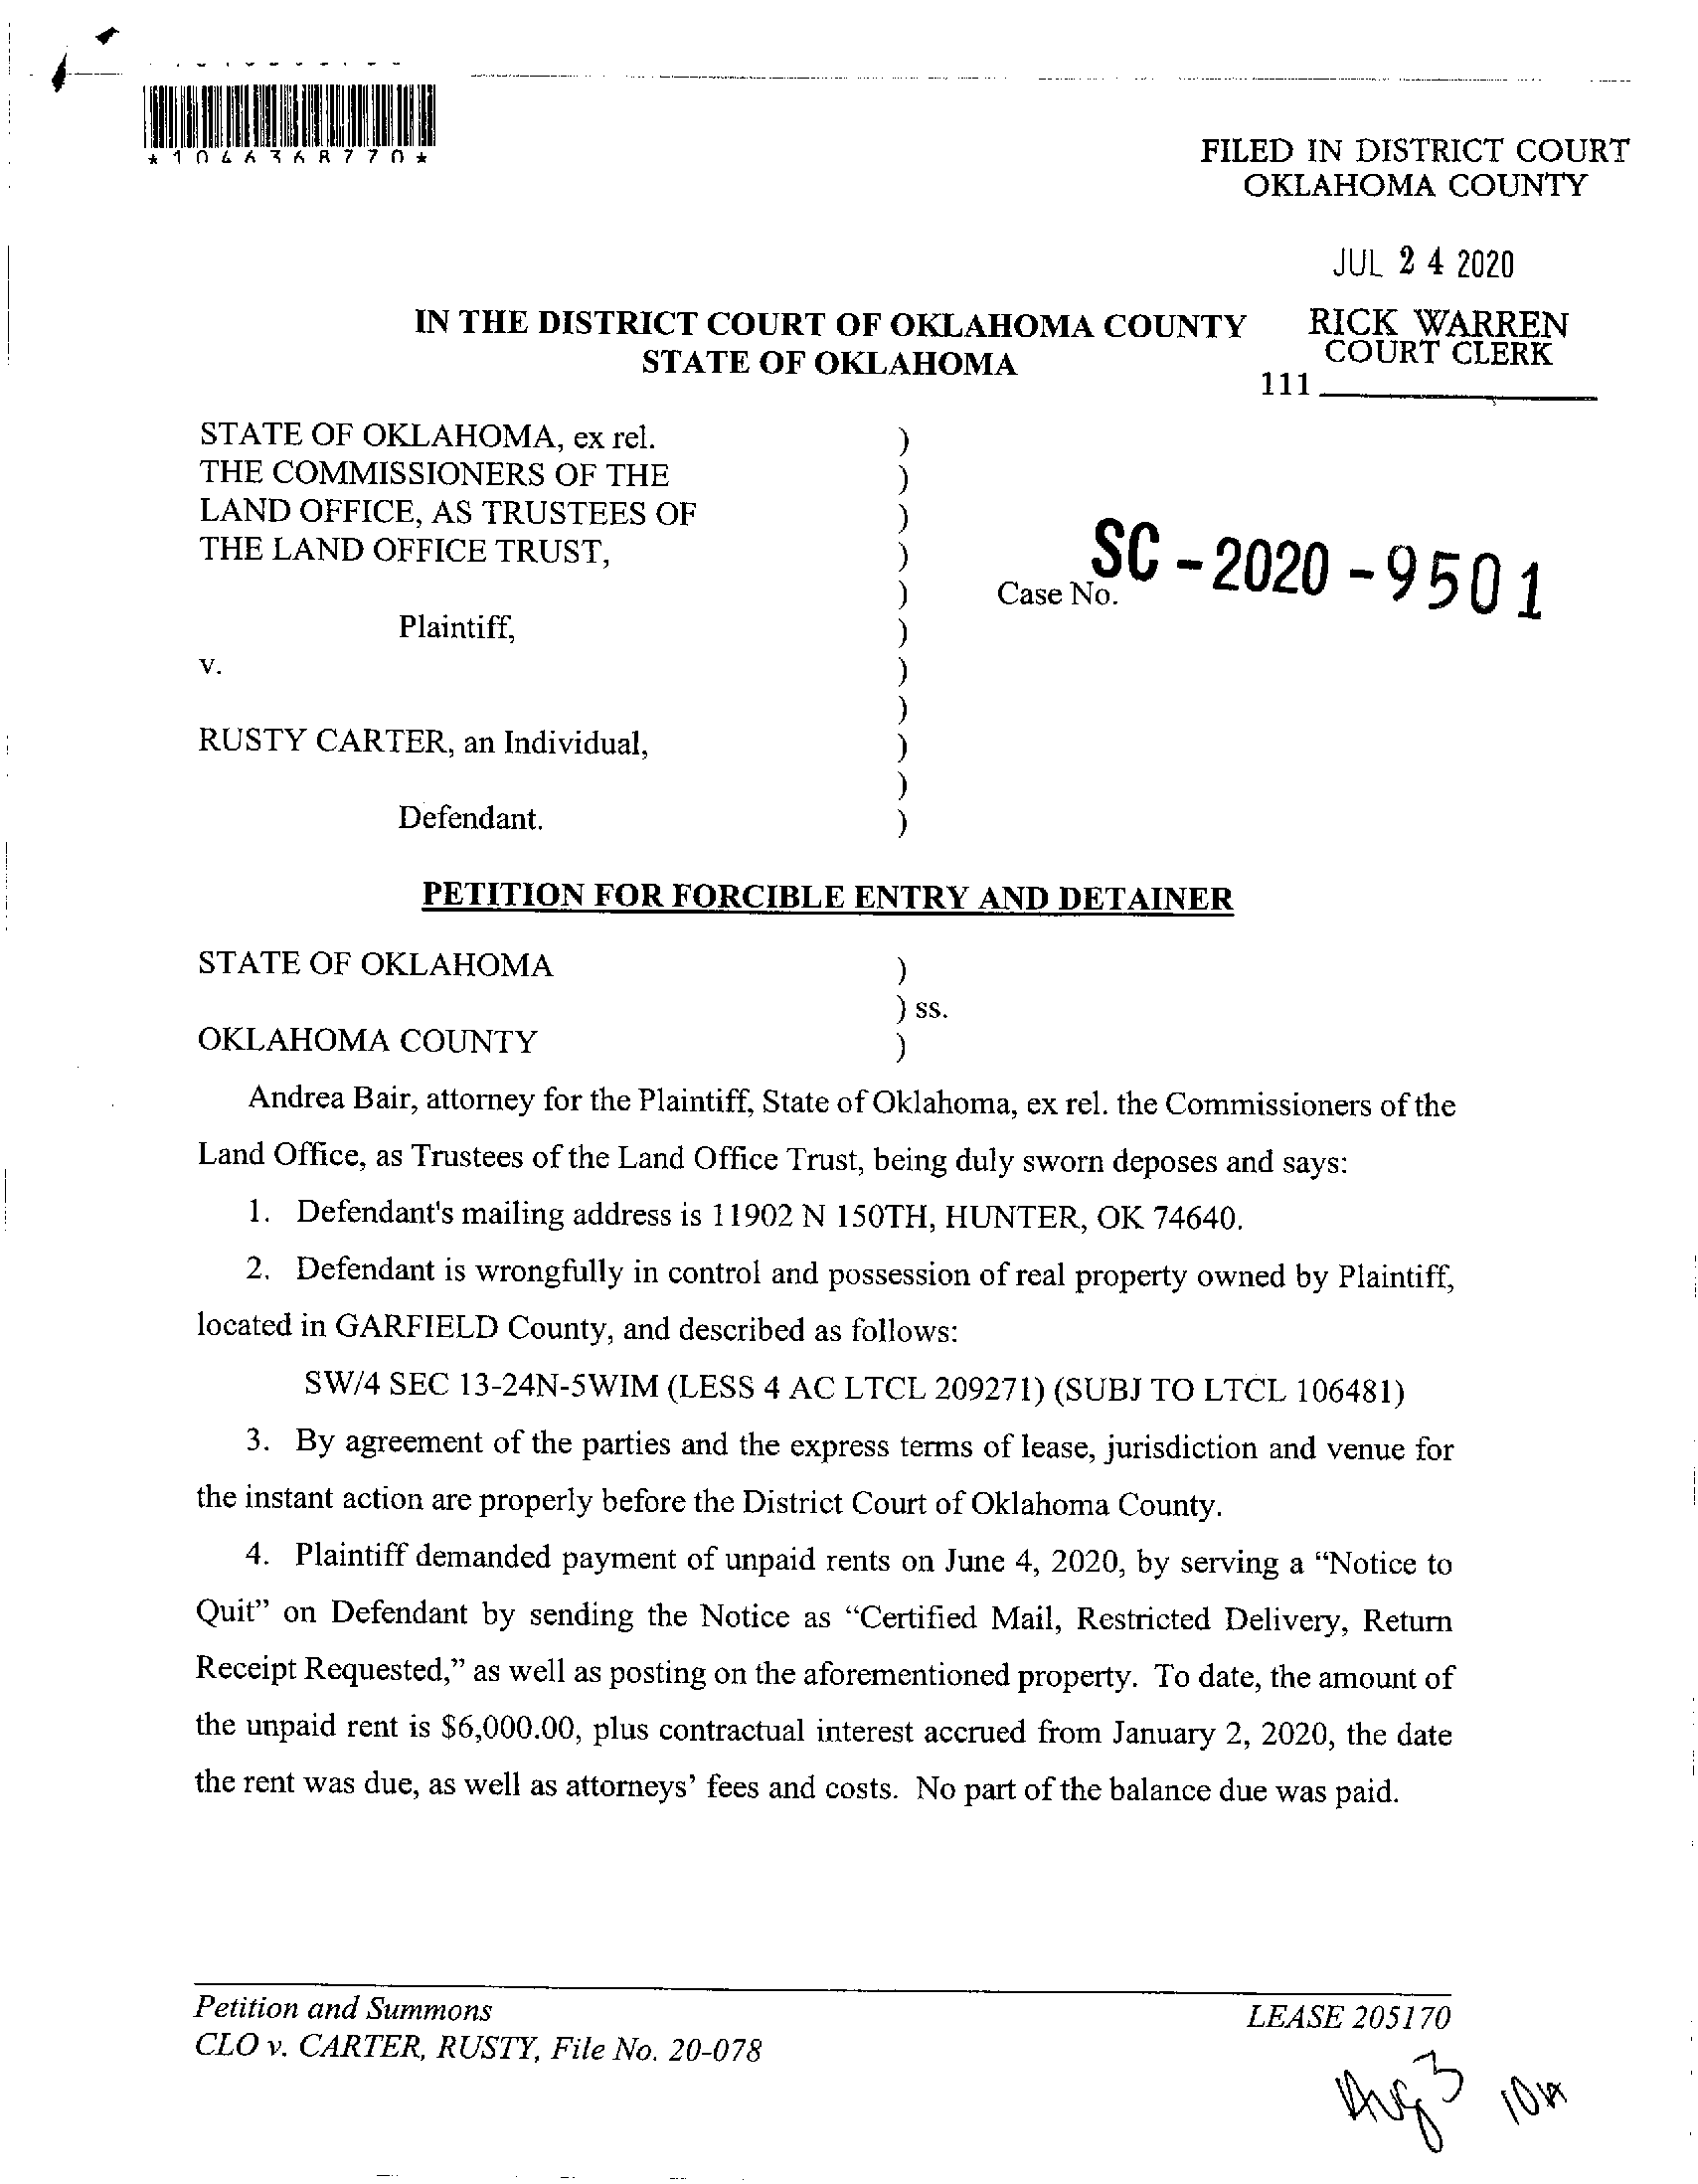 *1046368770*
FILED IN DISTRICT COURT
OKLAHOMA COUNTY
JUL 24 2020
RICK WARREN
COURT CLERK
111
IN THE DISTRICT COURT OF OKLAHOMA COUNTY
STATE OF OKLAHOMA
STATE OF OKLAHOMA, ex rel. )
THE COMMISSIONERS OF THE )
LAND OFFICE, AS TRUSTEES OF )
THE LAND OFFICE TRUST, )
) Case No. SC-2020-9501
Plaintiff, )
v. )
)
RUSTY CARTER, an Individual, )
)
Defendant. )
PETITION FOR FORCIBLE ENTRY AND DETAINER
STATE OF OKLAHOMA )
) ss.
OKLAHOMA COUNTY )
Andrea Bair, attorney for the Plaintiff, State of Oklahoma, ex rel. the Commissioners of the
Land Office, as Trustees of the Land Office Trust, being duly sworn deposes and says:
1. Defendant's mailing address is 11902 N 150TH, HUNTER, OK 74640.
2. Defendant is wrongfully in control and possession of real property owned by Plaintiff,
located in GARFIELD County, and described as follows:
SW/4 SEC 13-24N-5WIM (LESS 4 AC LTCL 209271) (SUBJ TO LTCL 106481)
3. By agreement of the parties and the express terms of lease, jurisdiction and venue for
the instant action are properly before the District Court of Oklahoma County.
4. Plaintiff demanded payment of unpaid rents on June 4, 2020, by serving a “Notice to
Quit” on Defendant by sending the Notice as “Certified Mail, Restricted Delivery, Return
Receipt Requested,” as well as posting on the aforementioned property. To date, the amount of
the unpaid rent is $6,000.00, plus contractual interest accrued from January 2, 2020, the date
the rent was due, as well as attorneys’ fees and costs. No part of the balance due was paid.
Petition and Summons
LEASE 205170
CLO v. CARTER, RUSTY, File No. 20-078
Aug 3 10A